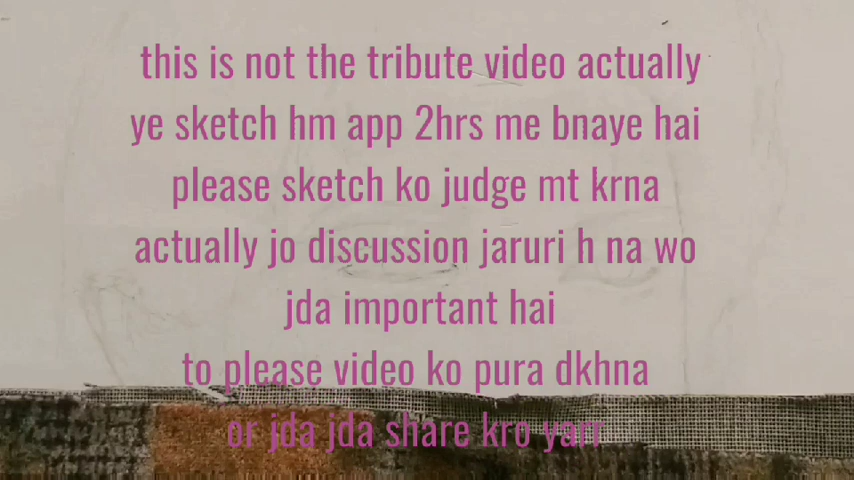 this is not the tribute video actually
ye sketch hm app 2hrs me bnaye hai
please sketch ko judge mt krna
actually jo discussion jaruri h na wo
jda important hai
to please video ko pura dkhna
or jda jda share kro yarr